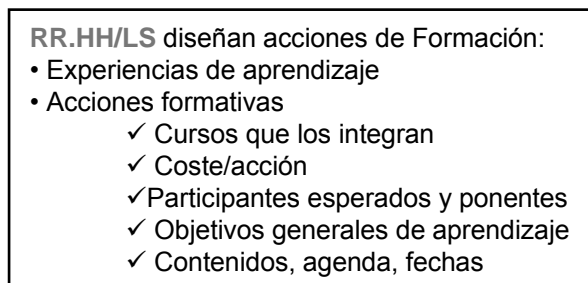 RR.HH/LS diseñan acciones de Formación:
• Experiencias de aprendizaje
• Acciones formativas
✓ Cursos que los integran
✓ Coste/acción
✓Participantes esperados y ponentes
✓ Objetivos generales de aprendizaje
✓ Contenidos, agenda, fechas